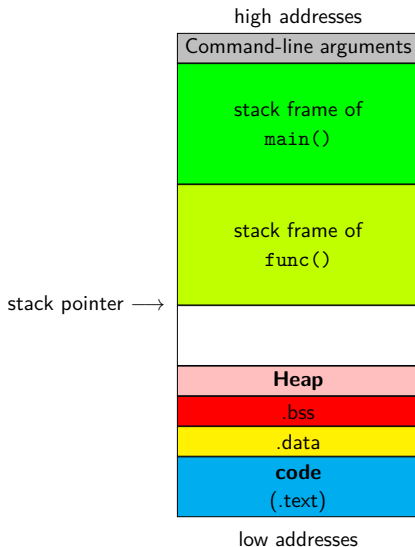 high addresses
Command-line arguments
stack frame of
main()
stack frame of
func()
stack pointer →
Heap
.bss
.data
code
(.text)
low addresses